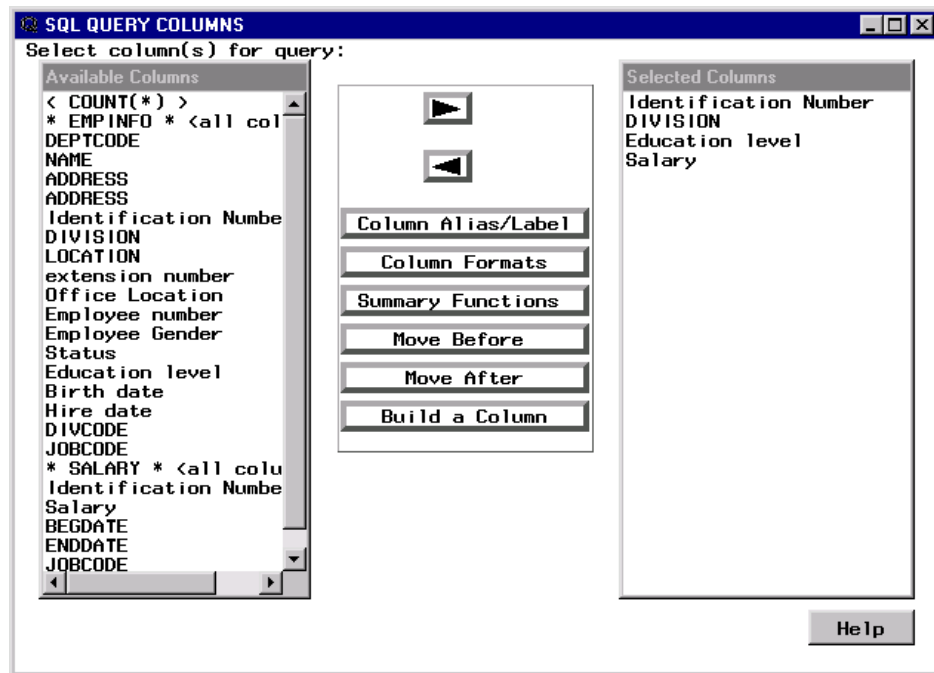 SQL QUERY COLUMNS
Select column(s) for query:
Available Columns
< COUNT(*) >
* EMPINFO * <all col
DEPTCODE
NAME
ADDRESS
ADDRESS
Identification Numbe
DIVISION
LOCATION
extension number
Office Location
Employee number
Employee Gender
Status
Education level
Birth date
Hire date
DIVCODE
JOBCODE
* SALARY * <all colu
Identification Numbe
Salary
BEGDATE
ENDDATE
JOBCODE
Column Alias/Label
Column Formats
Summary Functions
Move Before
Move After
Build a Column
Selected Columns
Identification Number
DIVISION
Education level
Salary
Help